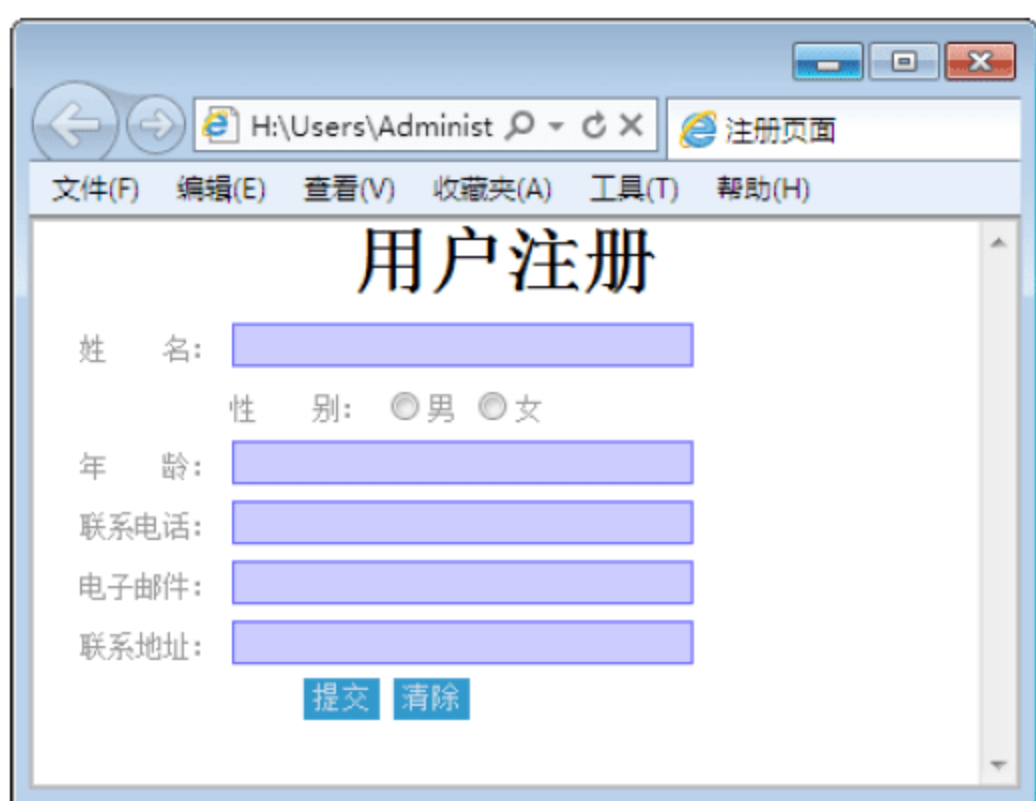 H:\Users\Administ 注册页面
文件(F) 编辑(E) 查看(V) 收藏夹(A) 工具(T) 帮助(H)
用户注册
姓 名:
性 别: 男 女
年 龄:
联系电话:
电子邮件:
联系地址:
提交 清除